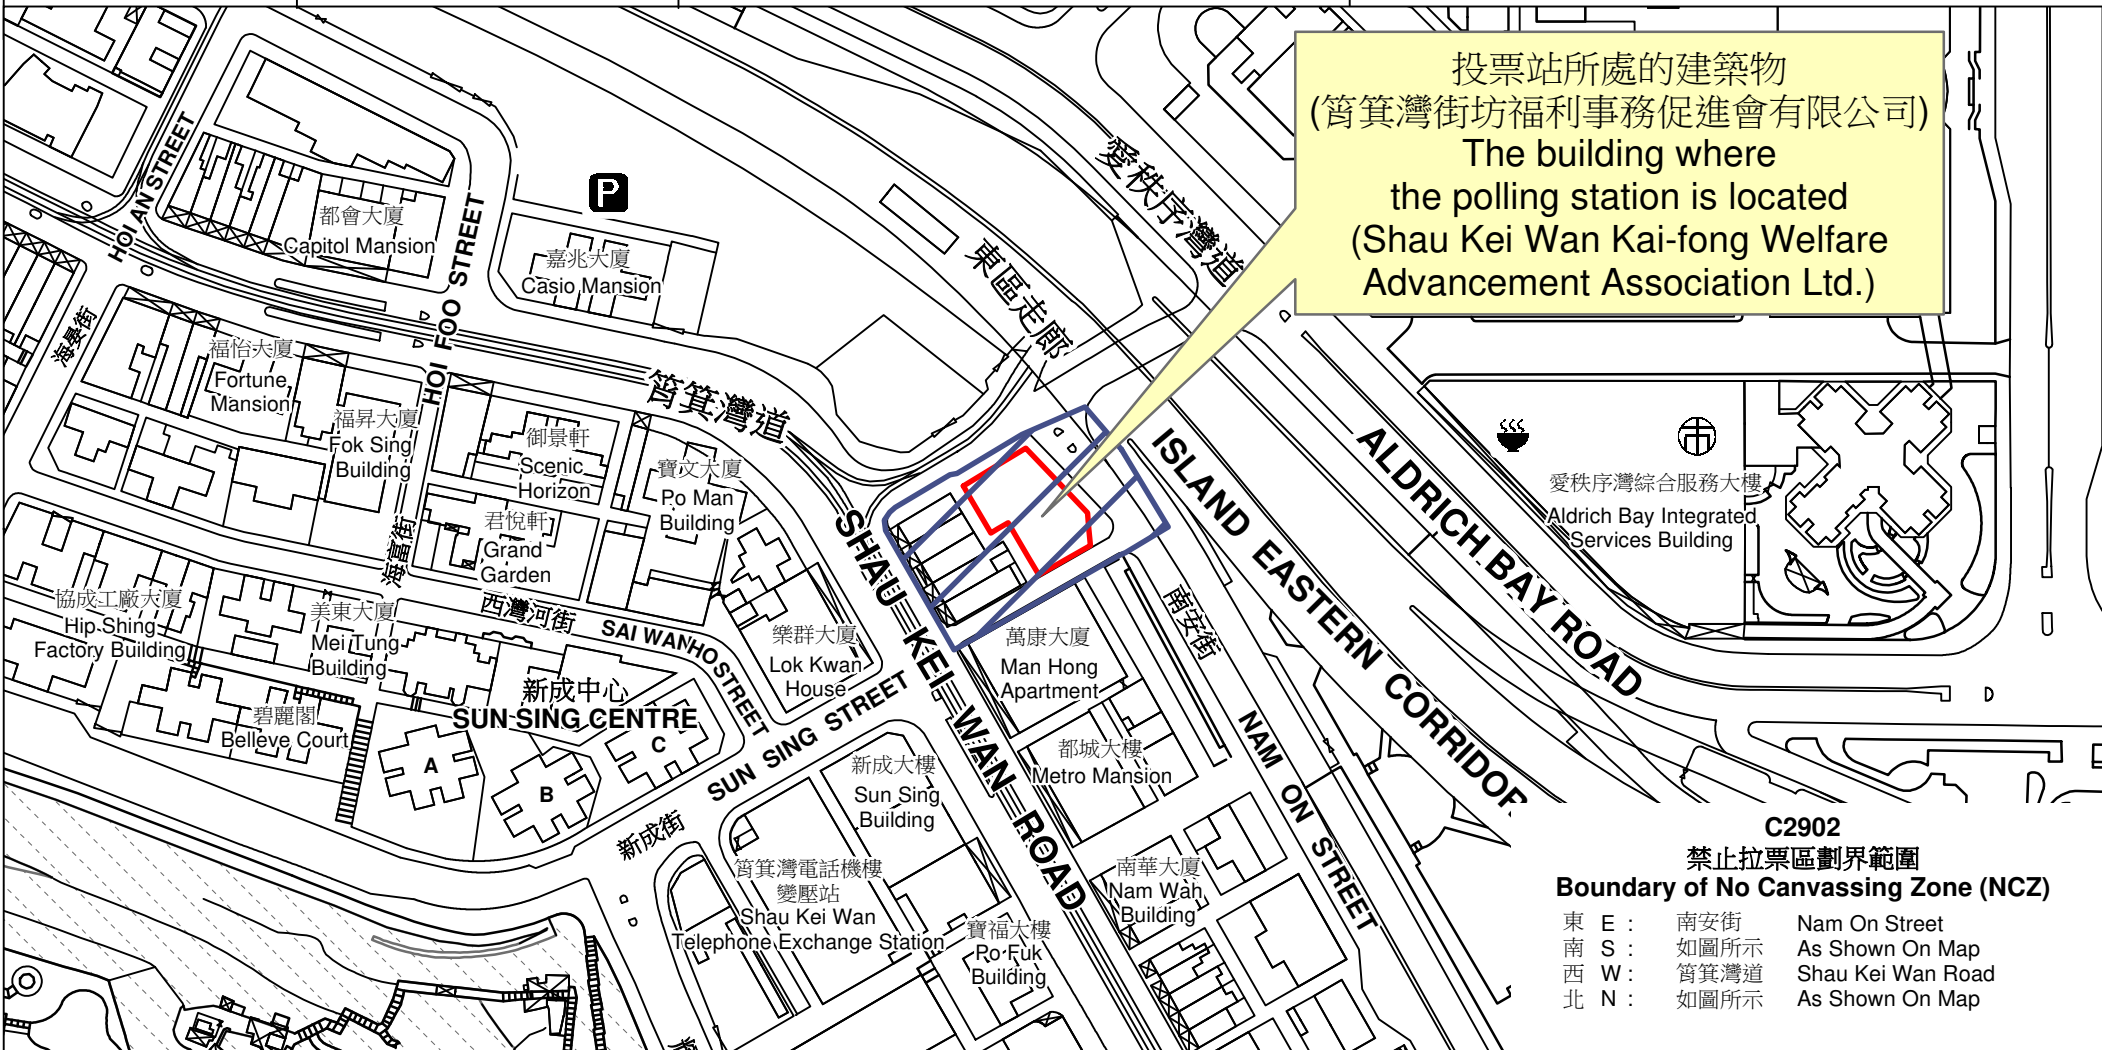 投票站所處的建築物
(筲箕灣街坊福利事務促進會有限公司)
The building where
the polling station is located
(Shau Kei Wan Kai-fong Welfare
Advancement Association Ltd.)
HOI AN STREET
都會大廈
Capitol Mansion
HOI FOO STREET
P
嘉兆大廈
Casio Mansion
愛秩序灣道
東區走廊
海晏街
福怡大廈
Fortune
Mansion
福昇大廈
Fok Sing
Building
筲箕灣道
御景軒
Scenic
Horizon
寶文大廈
Po Man
Building
君悅軒
Grand
Garden
海富街
SHAU KEI WAN ROAD
ISLAND EASTERN CORRIDOR
ALDRICH BAY ROAD
愛秩序灣綜合服務大樓
Aldrich Bay Integrated
Services Building
協成工廠大廈
Hip Shing
Factory Building
美東大廈
Mei Tung
Building
西灣河街
SAI WAN HO STREET
樂群大廈
Lok Kwan
House
萬康大廈
Man Hong
Apartment
南安街
NAM ON STREET
碧麗閣
Belleve Court
新成中心
SUN SING CENTRE
A
B
C
SUN SING STREET
新成街
新成大樓
Sun Sing
Building
都城大樓
Metro Mansion
筲箕灣電話機樓
變壓站
Shau Kei Wan
Telephone Exchange Station
寶福大樓
Po Fuk
Building
南華大廈
Nam Wah
Building
C2902
禁止拉票區劃界範圍
Boundary of No Canvassing Zone (NCZ)
東 E : 南安街 Nam On Street
南 S : 如圖所示 As Shown On Map
西 W : 筲箕灣道 Shau Kei Wan Road
北 N : 如圖所示 As Shown On Map